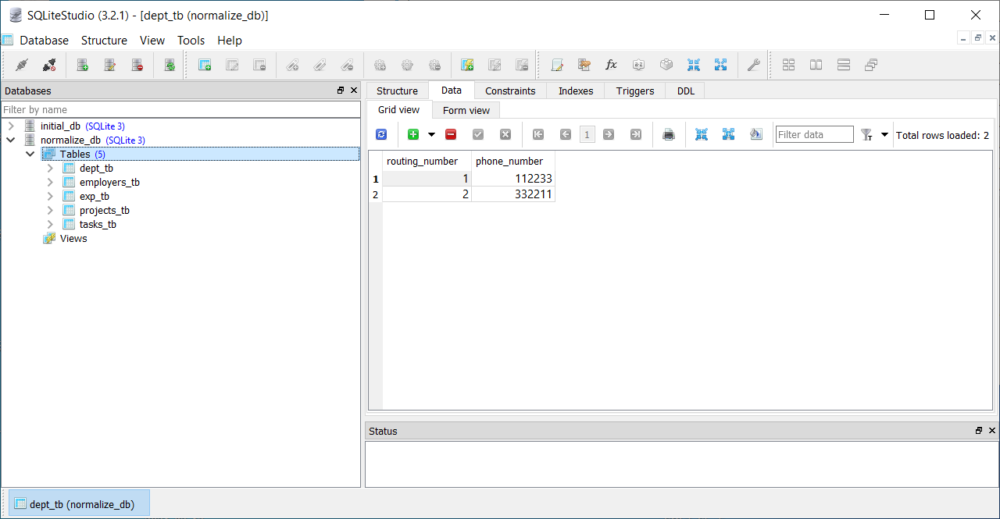 SQLiteStudio (3.2.1) - [dept_tb (normalize_db)]
Database Structure View Tools Help
Databases
Filter by name
initial_db (SQLite 3)
normalize_db (SQLite 3)
Tables (5)
dept_tb
employers_tb
exp_tb
projects_tb
tasks_tb
Views
Structure Data Constraints Indexes Triggers DDL
Grid view Form view
1 Filter data Total rows loaded: 2
routing_number phone_number
1 1 112233
2 2 332211
Status
dept_tb (normalize_db)